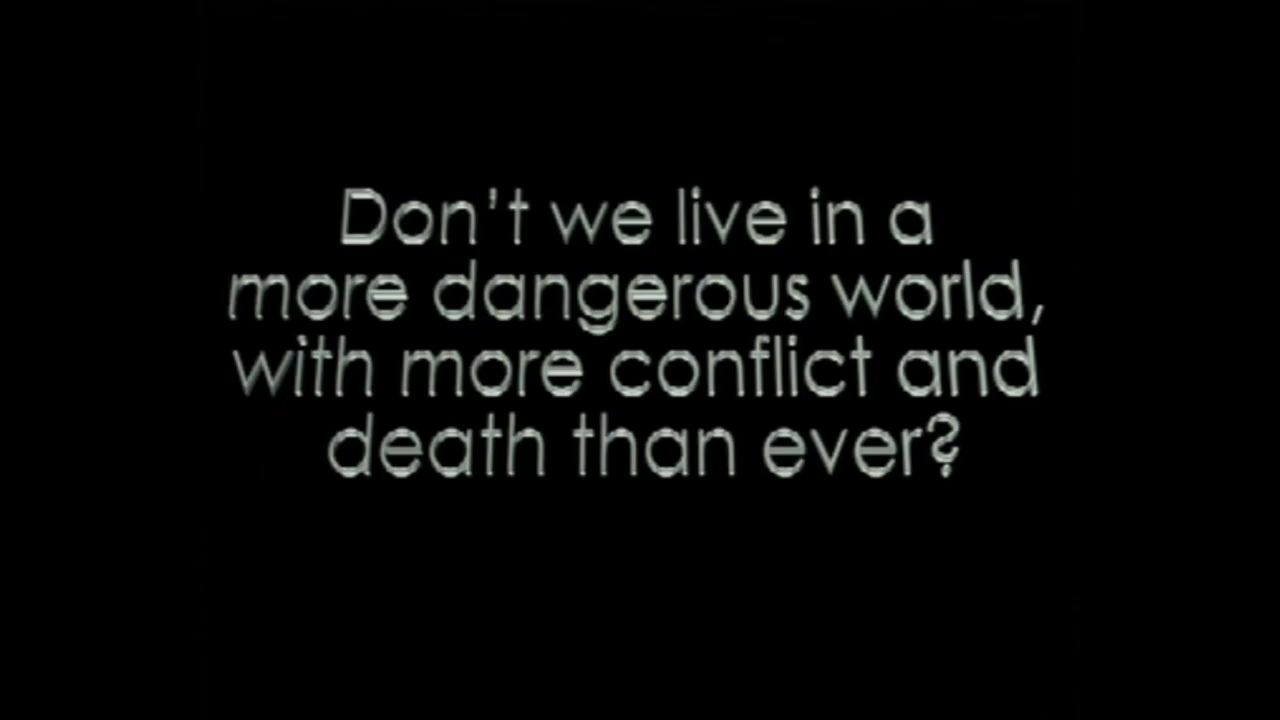 Don't we live in a
more dangerous world,
with more conflict and
death than ever?